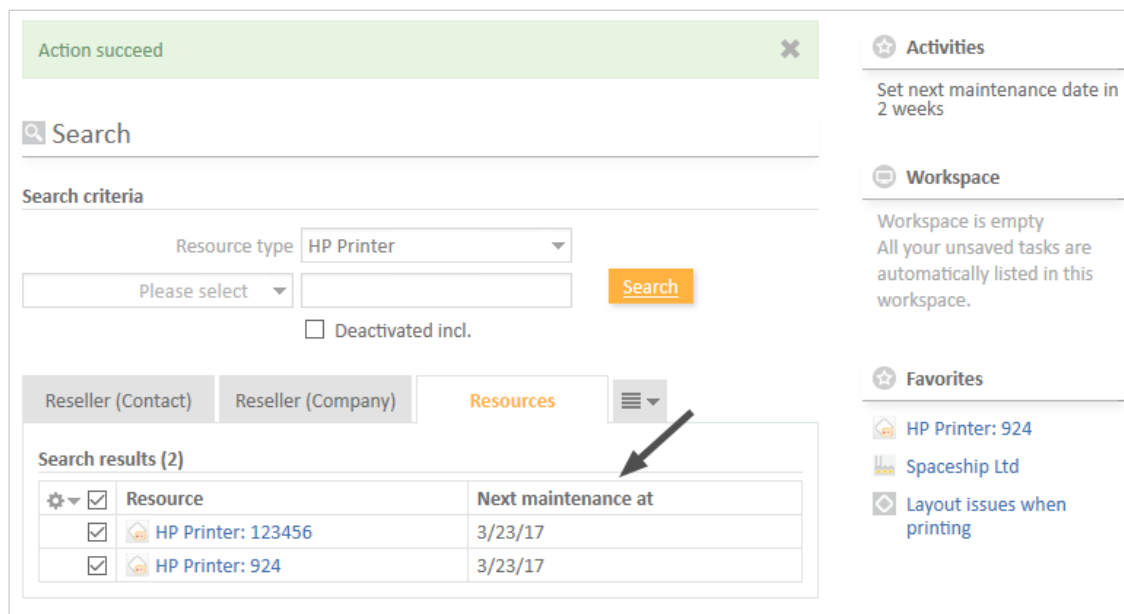 Action succeed
Search
Search criteria
Resource type HP Printer
Please select
Search
Deactivated incl.
Reseller (Contact) Reseller (Company) Resources
Search results (2)
Resource Next maintenance at
HP Printer: 123456 3/23/17
HP Printer: 924 3/23/17
Activities
Set next maintenance date in
2 weeks
Workspace
Workspace is empty
All your unsaved tasks are
automatically listed in this
workspace.
Favorites
HP Printer: 924
Spaceship Ltd
Layout issues when
printing